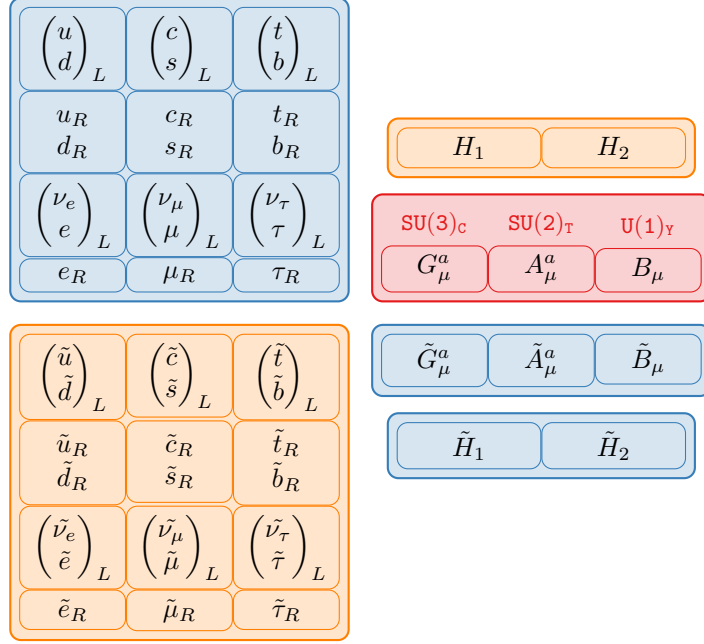 (u d)_L (c s)_L (t b)_L
u_R c_R t_R
d_R s_R b_R
(ν_e e)_L (ν_μ μ)_L (ν_τ τ)_L
e_R μ_R τ_R
H_1 H_2
SU(3)_C SU(2)_T U(1)_Y
G^a_μ A^a_μ B_μ
(ũ d̃)_L (c̃ s̃)_L (t̃ b̃)_L
ũ_R c̃_R t̃_R
d̃_R s̃_R b̃_R
(ν̃_e ẽ)_L (ν̃_μ μ̃)_L (ν̃_τ τ̃)_L
ẽ_R μ̃_R τ̃_R
G̃^a_μ Ã^a_μ B̃_μ
H̃_1 H̃_2